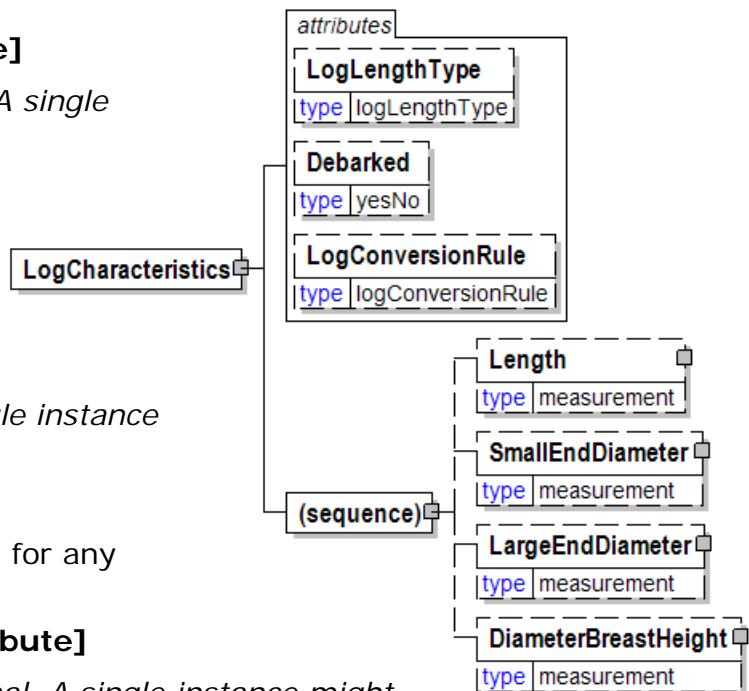 e]
A single
le instance
for any
bute]
nal. A single instance might
attributes
LogLengthType
type logLengthType
Debarked
type yesNo
LogConversionRule
type logConversionRule
LogCharacteristics
(sequence)
Length
type measurement
SmallEndDiameter
type measurement
LargeEndDiameter
type measurement
DiameterBreastHeight
type measurement